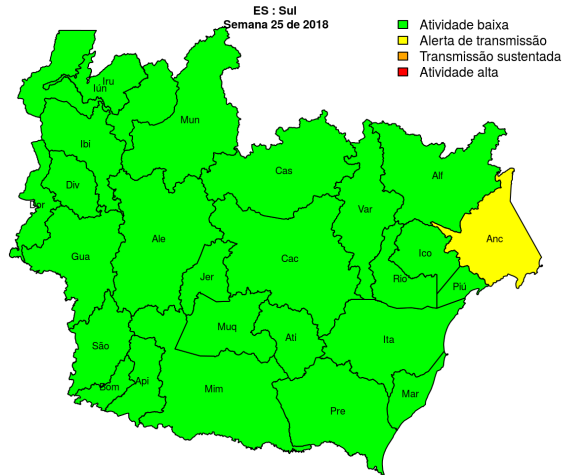 ES : Sul
Semana 25 de 2018
Atividade baixa
Alerta de transmissão
Transmissão sustentada
Atividade alta
Iru
Iún
Mun
Ibi
Cas
Alf
Div
Dor
Var
Ale
Anc
Gua
Cac
Ico
Jer
Rio
Piú
Muq
Ati
Ita
São
Api
Dom
Mim
Mar
Pre